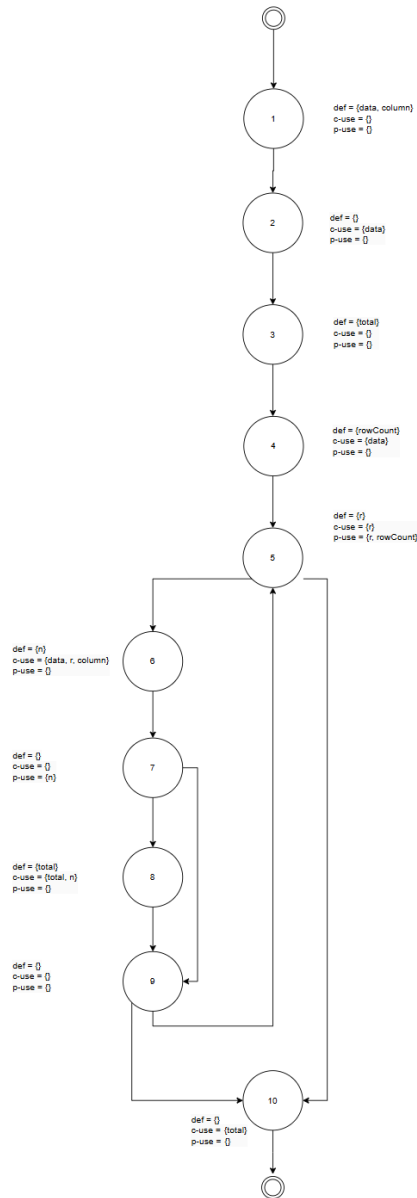 1
def = {data, column}
c-use = {}
p-use = {}
2
def = {}
c-use = {data}
p-use = {}
3
def = {total}
c-use = {}
p-use = {}
4
def = {rowCount}
c-use = {data}
p-use = {}
5
def = {r}
c-use = {r}
p-use = {r, rowCount}
6
def = {n}
c-use = {data, r, column}
p-use = {}
7
def = {}
c-use = {}
p-use = {n}
8
def = {total}
c-use = {total, n}
p-use = {}
9
def = {}
c-use = {}
p-use = {}
10
def = {}
c-use = {total}
p-use = {}